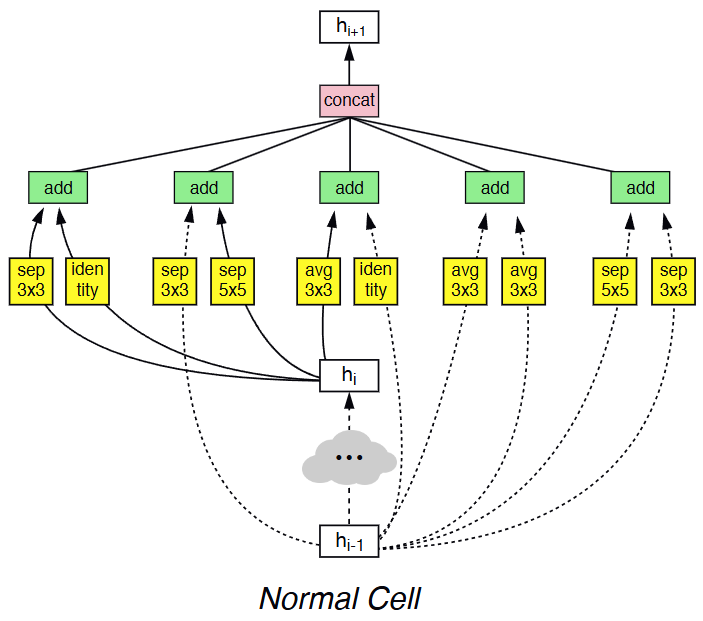 hi+1
concat
add
add
add
add
add
sep
3x3
iden
tity
sep
3x3
sep
5x5
avg
3x3
iden
tity
avg
3x3
avg
3x3
sep
5x5
sep
3x3
hi
...
hi-1
Normal Cell